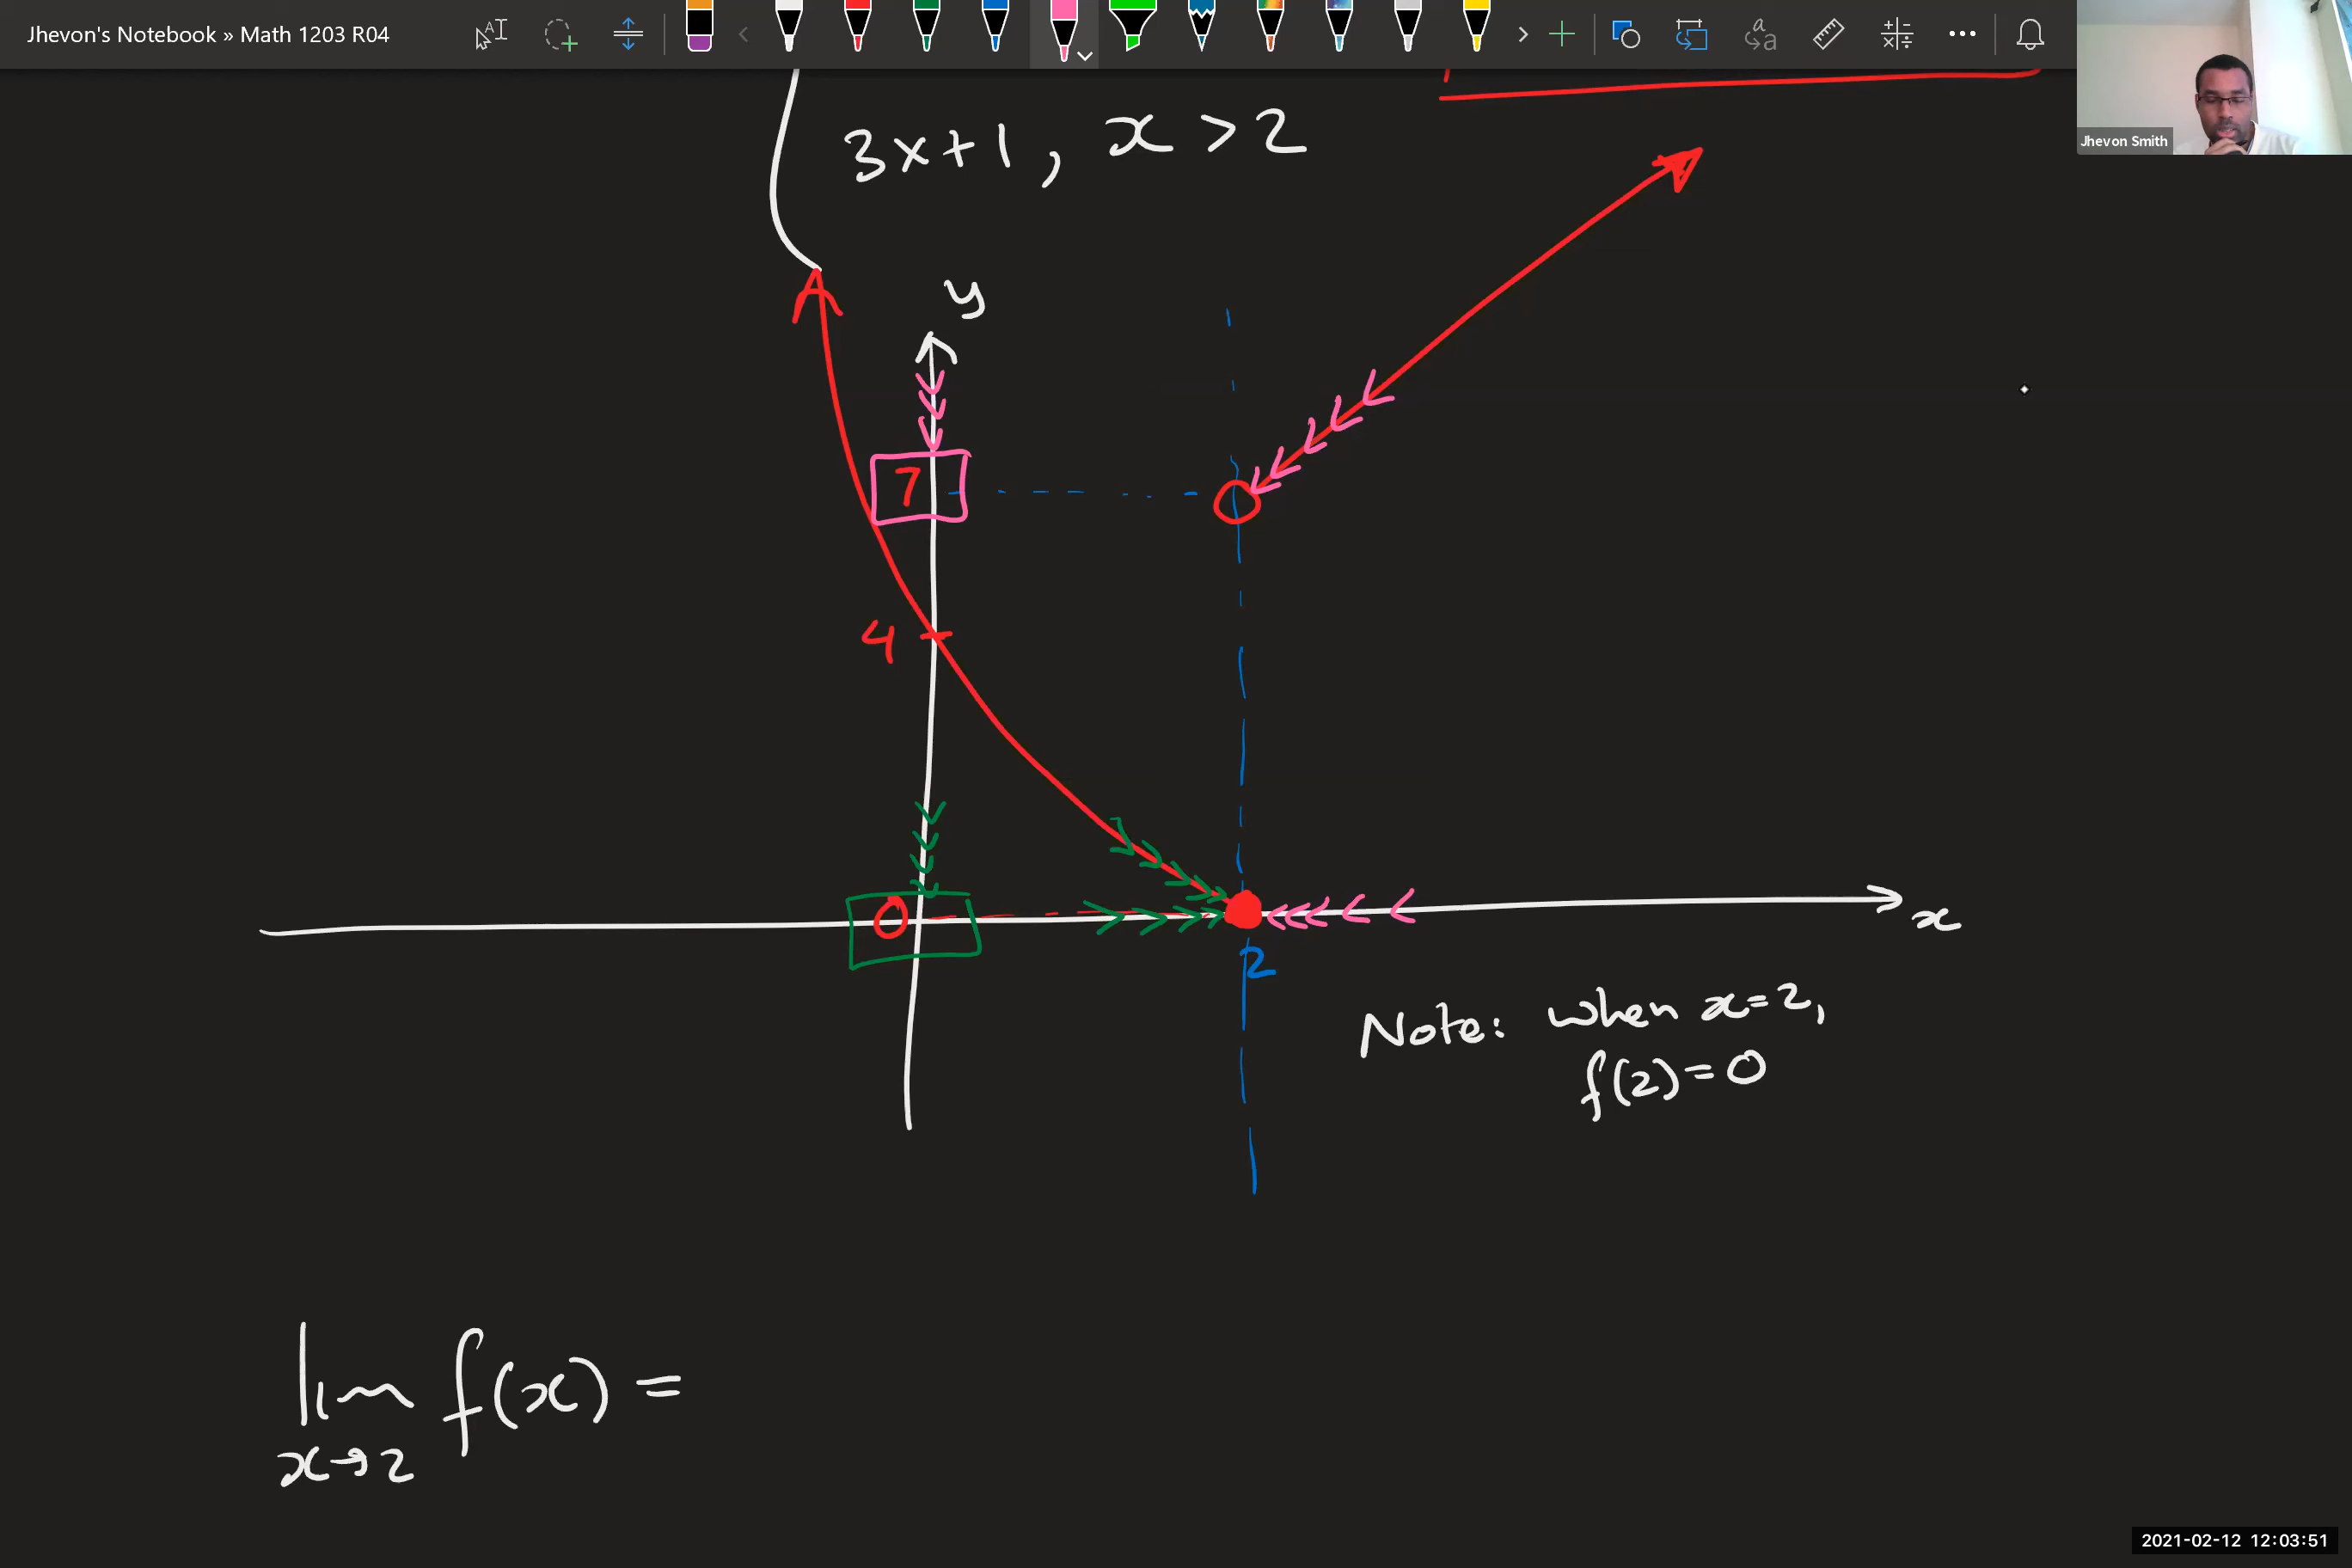 Jhevon's Notebook » Math 1203 R04
Jhevon Smith
3x+1, x>2
y
7
4
0
x
2
Note: when x=2,
f(2)=0
lim f(x) =
x→2
2021-02-12 12:03:51